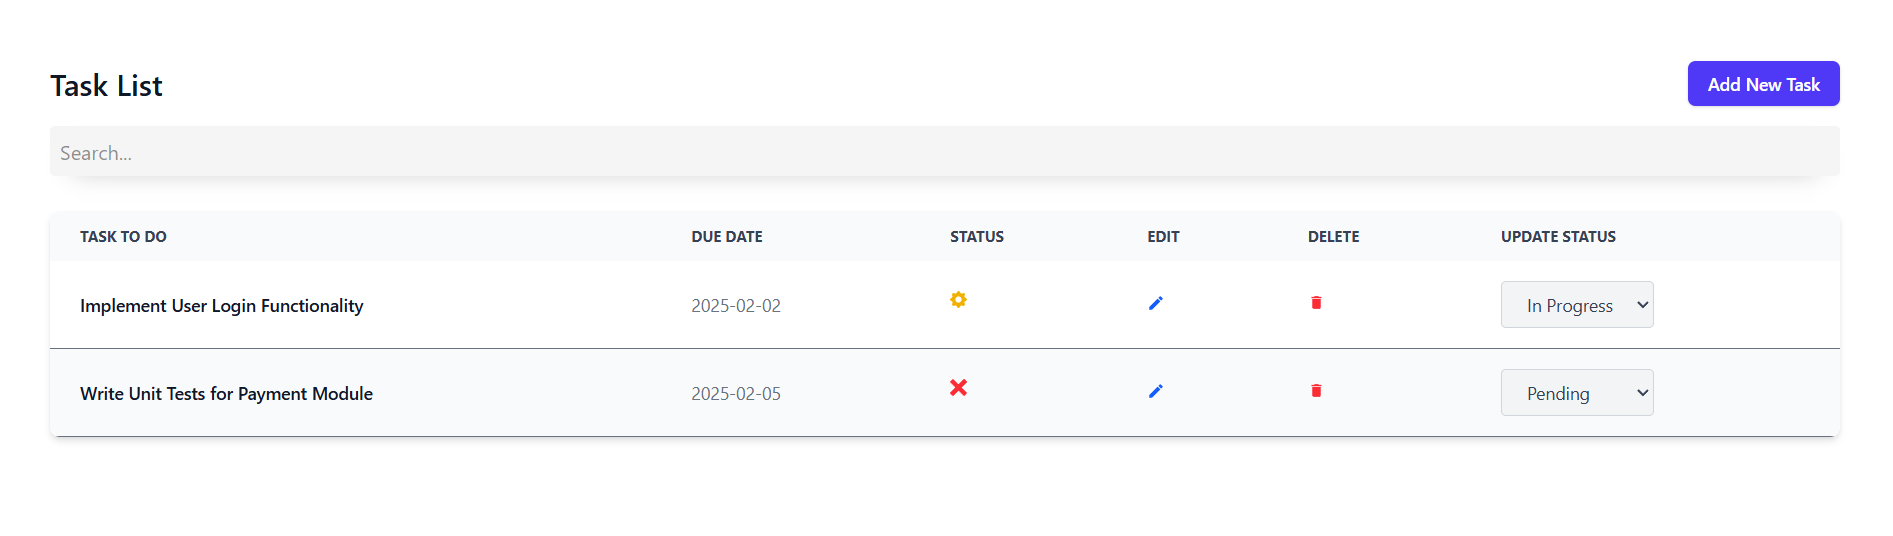 Task List
Add New Task
Search...
TASK TO DO DUE DATE STATUS EDIT DELETE UPDATE STATUS
Implement User Login Functionality 2025-02-02 In Progress
Write Unit Tests for Payment Module 2025-02-05 Pending